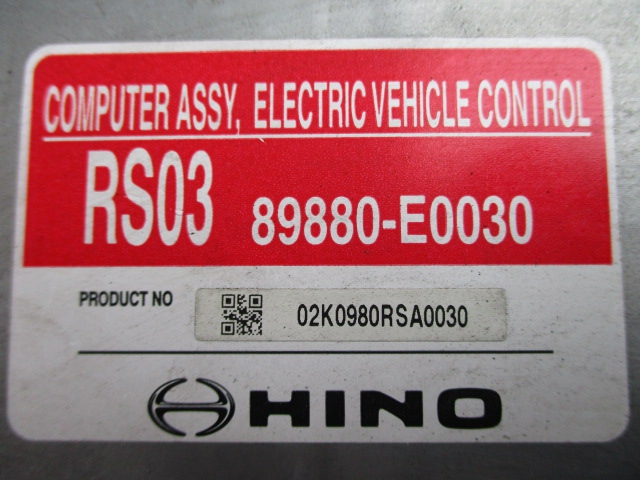 COMPUTER ASSY, ELECTRIC VEHICLE CONTROL
RS03 89880-E0030
PRODUCT NO 02K0980RSA0030
HINO